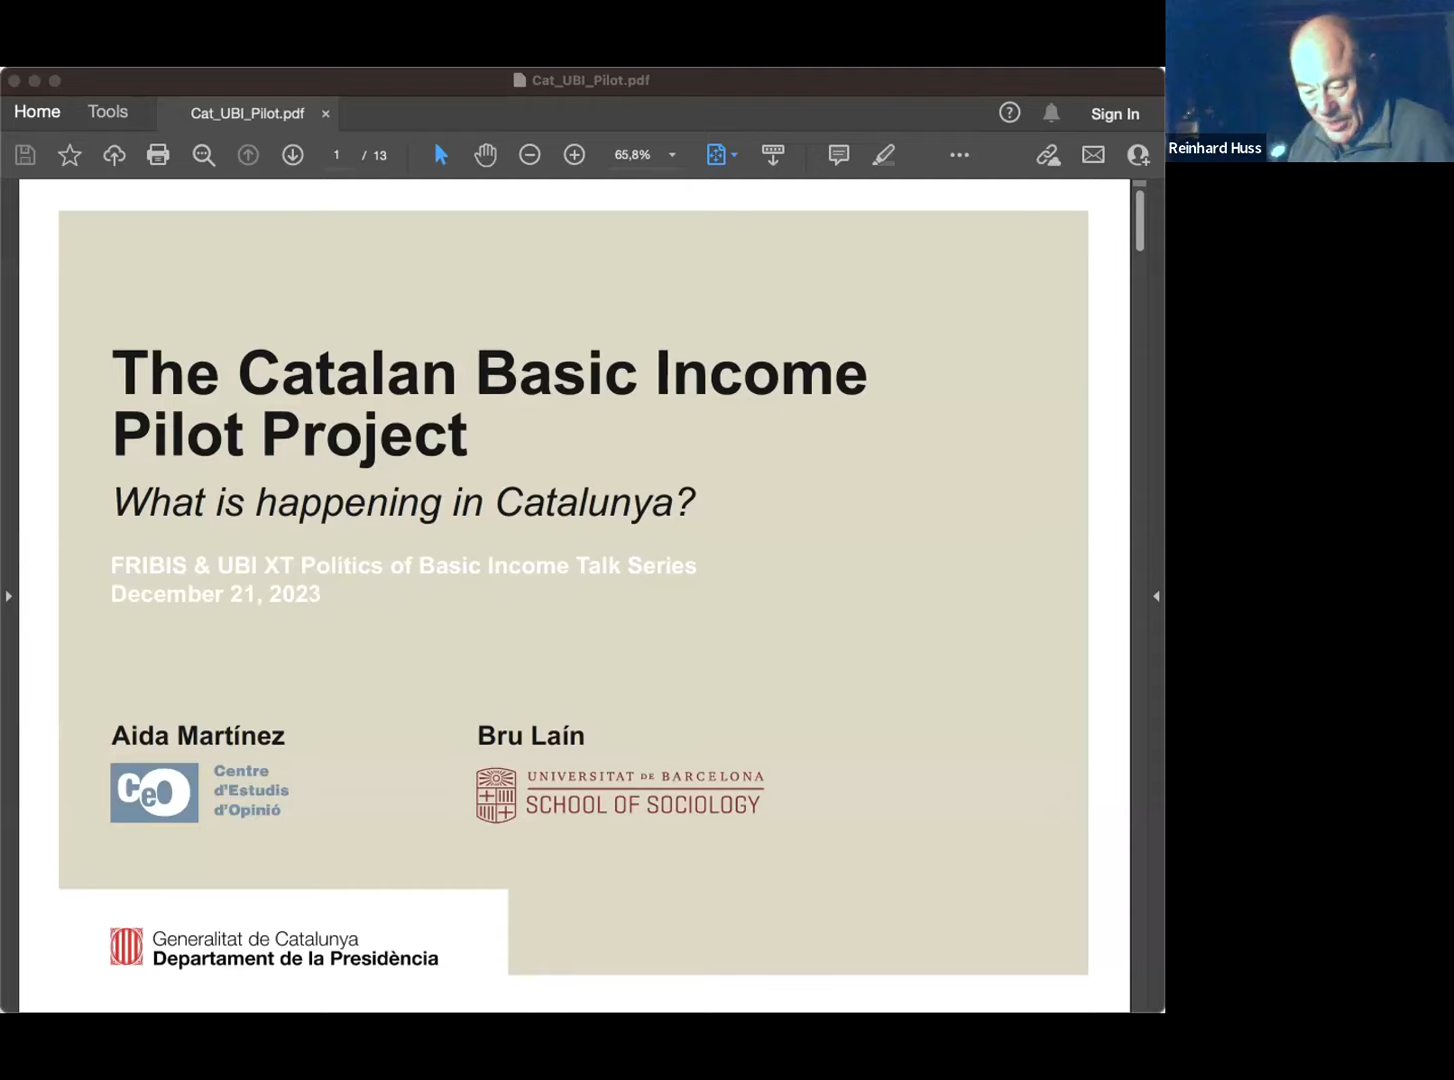 Cat_UBI_Pilot.pdf
Home
Tools
Cat_UBI_Pilot.pdf ×
Sign In
1 / 13
65,8%
Reinhard Huss
The Catalan Basic Income
Pilot Project
What is happening in Catalunya?
FRIBIS & UBI XT Politics of Basic Income Talk Series
December 21, 2023
Aida Martínez
CeO
Centre
d'Estudis
d'Opinió
Bru Laín
UNIVERSITAT DE BARCELONA
SCHOOL OF SOCIOLOGY
Generalitat de Catalunya
Departament de la Presidència